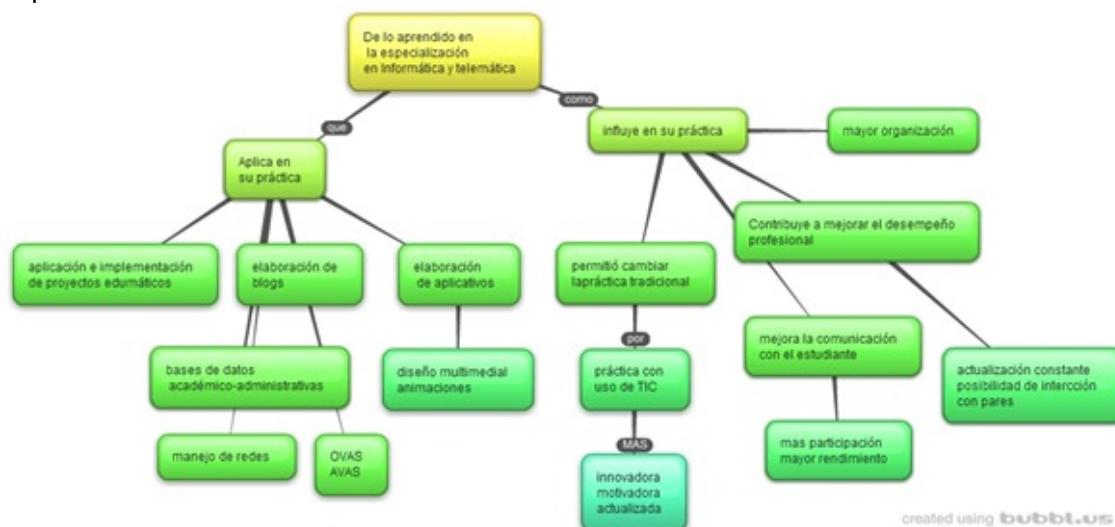 De lo aprendido en
la especialización
en Informática y telemática
que
como
Aplica en
su práctica
influye en su práctica
mayor organización
aplicación e implementación
de proyectos edumáticos
elaboración de
blogs
elaboración
de aplicativos
permitió cambiar
lapráctica tradicional
Contribuye a mejorar el desempeño
profesional
bases de datos
académico-administrativas
diseño multimedial
animaciones
por
práctica con
uso de TIC
mejora la comunicación
con el estudiante
actualización constante
posibilidad de intercción
con pares
manejo de redes
OVAS
AVAS
MAS
innovadora
motivadora
actualizada
mas participación
mayor rendimiento
created using bubbl.us